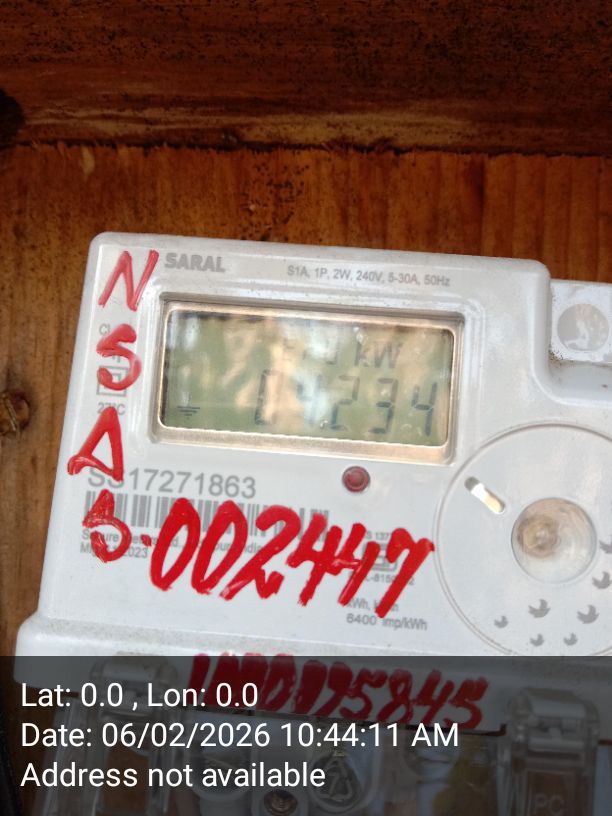 SARAL
S1A, 1P, 2W, 240V, 5-30A, 50Hz
N
S
A
D.
kW
04234
SS17271863
002447
6400 imp/kWh
Lat: 0.0 , Lon: 0.0
Date: 06/02/2026 10:44:11 AM
Address not available